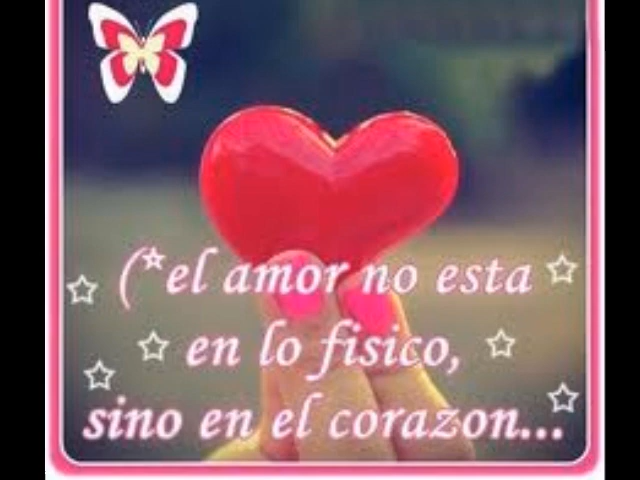 (*el amor no esta
en lo fisico,
sino en el corazon...